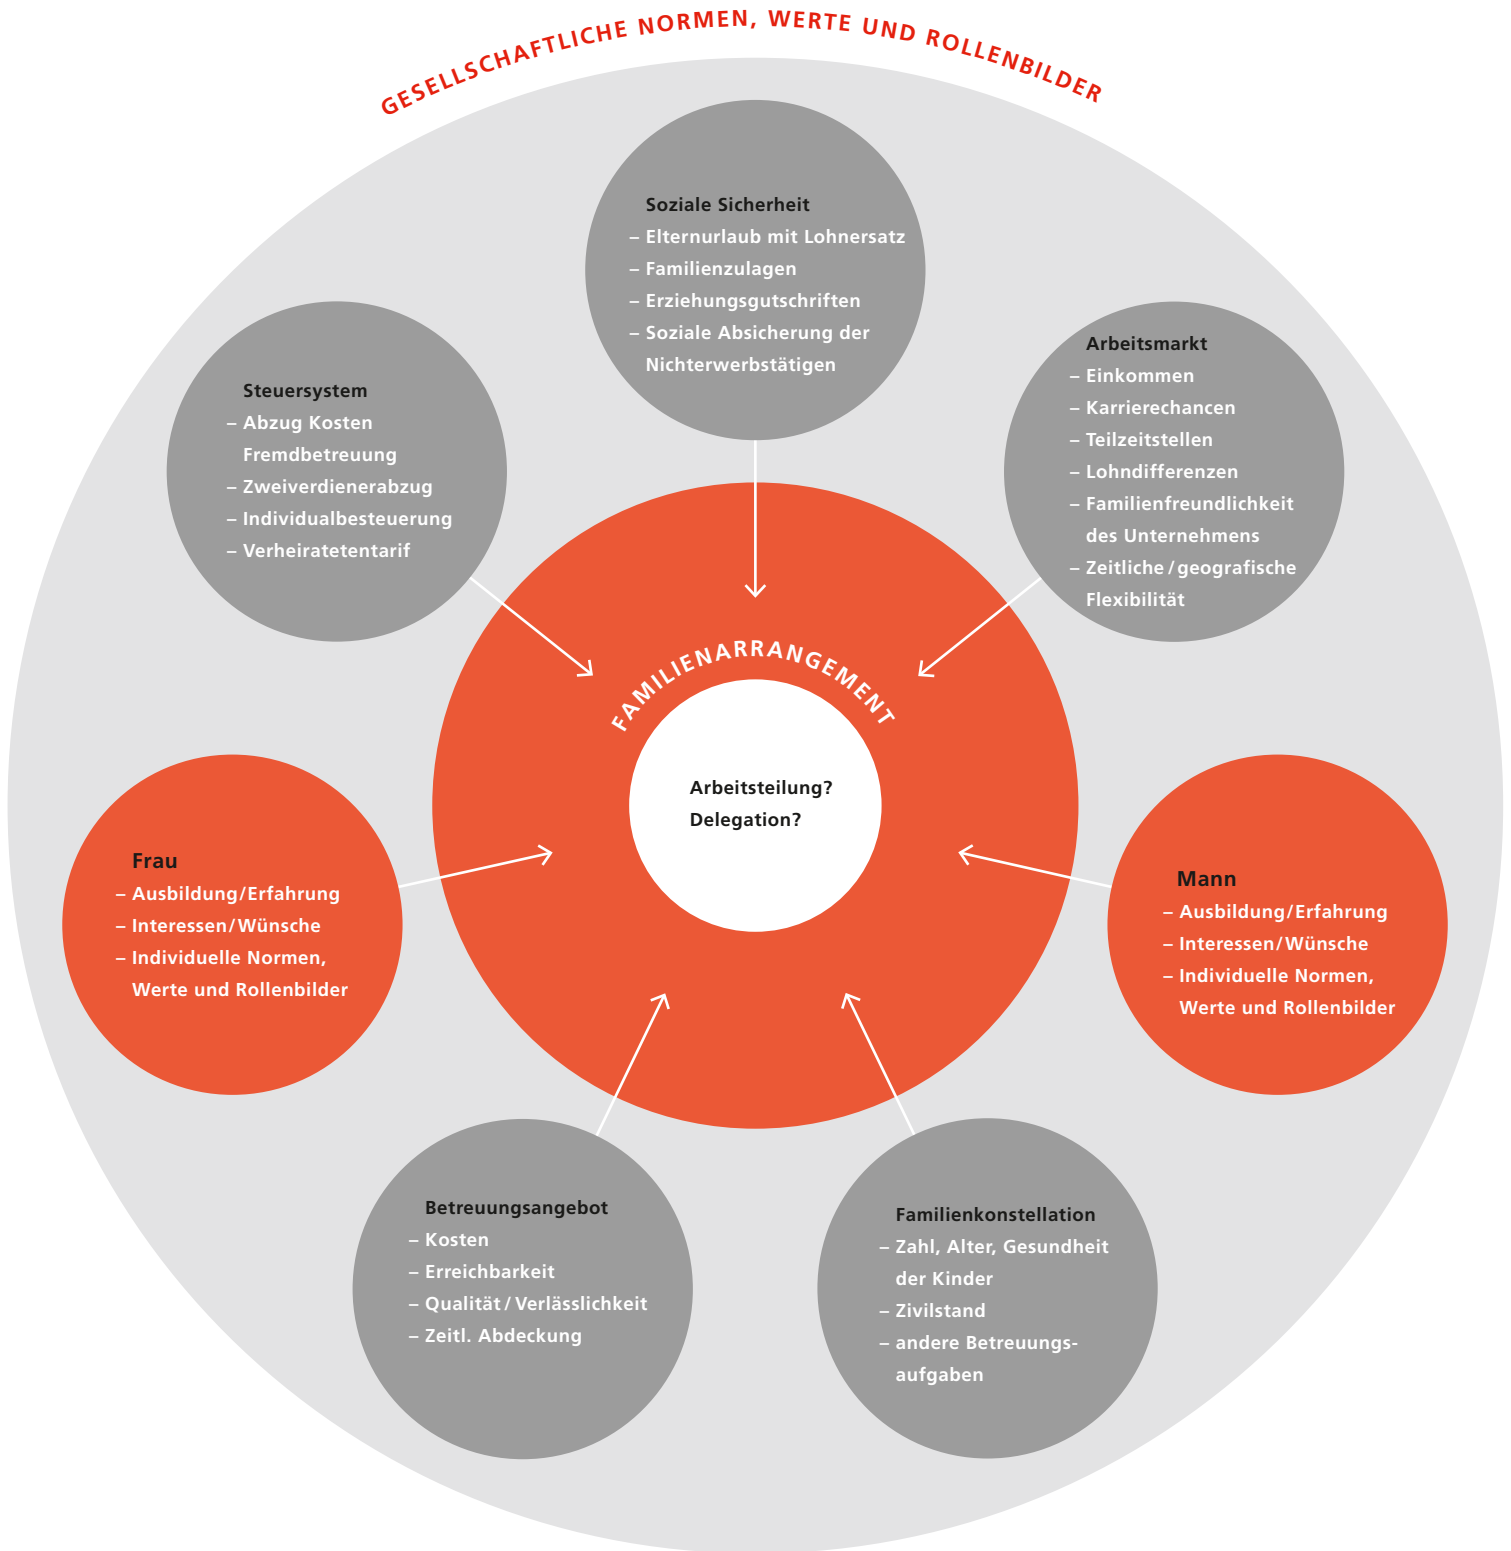 GESELLSCHAFTLICHE NORMEN, WERTE UND ROLLENBILDER
Soziale Sicherheit
– Elternurlaub mit Lohnersatz
– Familienzulagen
– Erziehungsgutschriften
– Soziale Absicherung der
Nichterwerbstätigen
Arbeitsmarkt
– Einkommen
– Karrierechancen
– Teilzeitstellen
– Lohndifferenzen
– Familienfreundlichkeit
des Unternehmens
– Zeitliche/geografische
Flexibilität
Steuersystem
– Abzug Kosten
Fremdbetreuung
– Zweiverdienerabzug
– Individualbesteuerung
– Verheiratetentarif
FAMILIENARRANGEMENT
Arbeitsteilung?
Delegation?
Frau
– Ausbildung/Erfahrung
– Interessen/Wünsche
– Individuelle Normen,
Werte und Rollenbilder
Mann
– Ausbildung/Erfahrung
– Interessen/Wünsche
– Individuelle Normen,
Werte und Rollenbilder
Betreuungsangebot
– Kosten
– Erreichbarkeit
– Qualität/Verlässlichkeit
– Zeitl. Abdeckung
Familienkonstellation
– Zahl, Alter, Gesundheit
der Kinder
– Zivilstand
– andere Betreuungs-
aufgaben